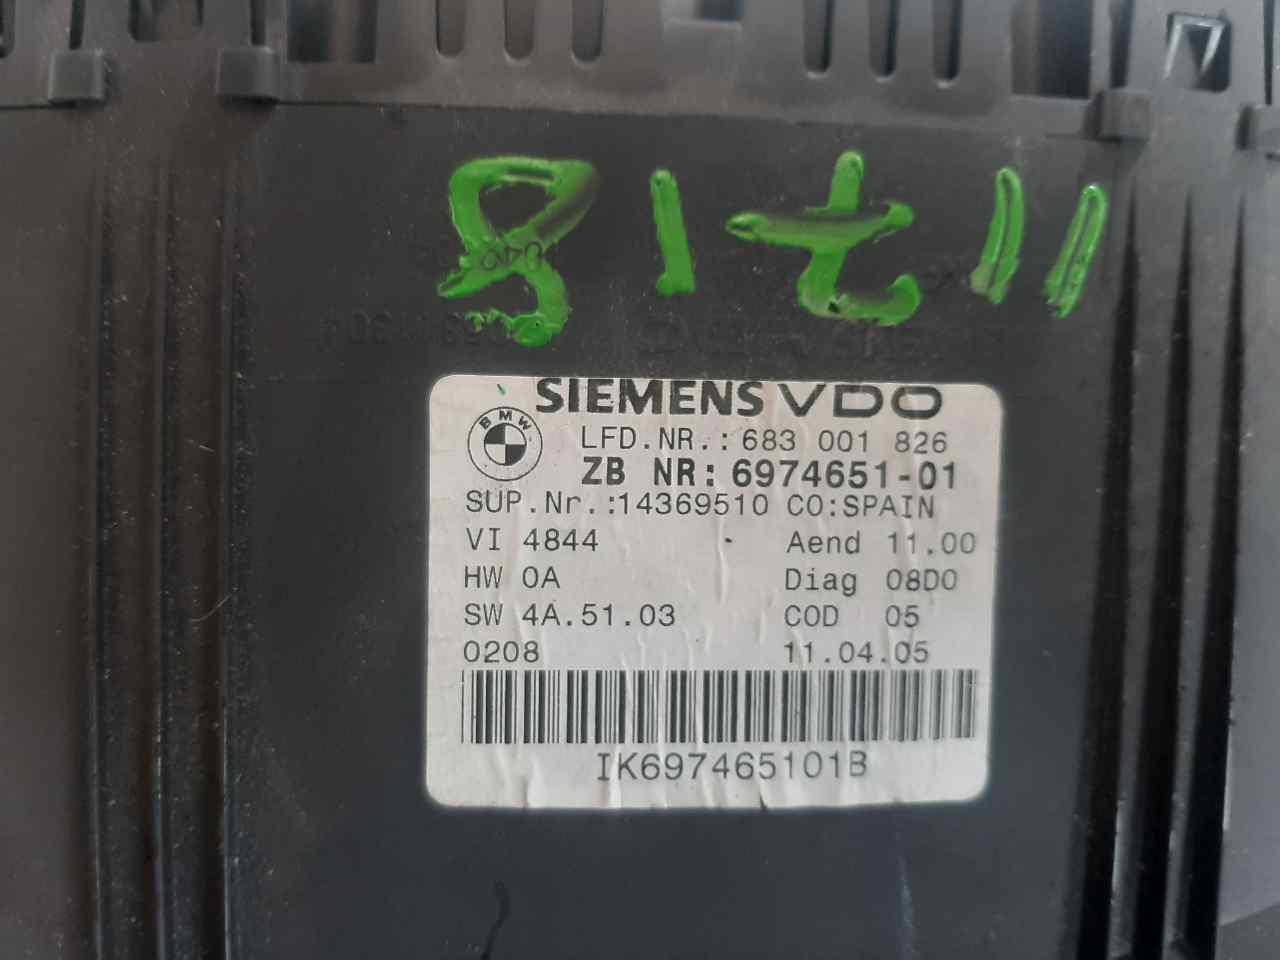 11718
SIEMENS VDO
BMW
LFD.NR.:683 001 826
ZB NR:6974651-01
SUP.Nr.:14369510 CO:SPAIN
VI 4844 Aend 11.00
HW 0A Diag 08D0
SW 4A.51.03 COD 05
0208 11.04.05
IK697465101B